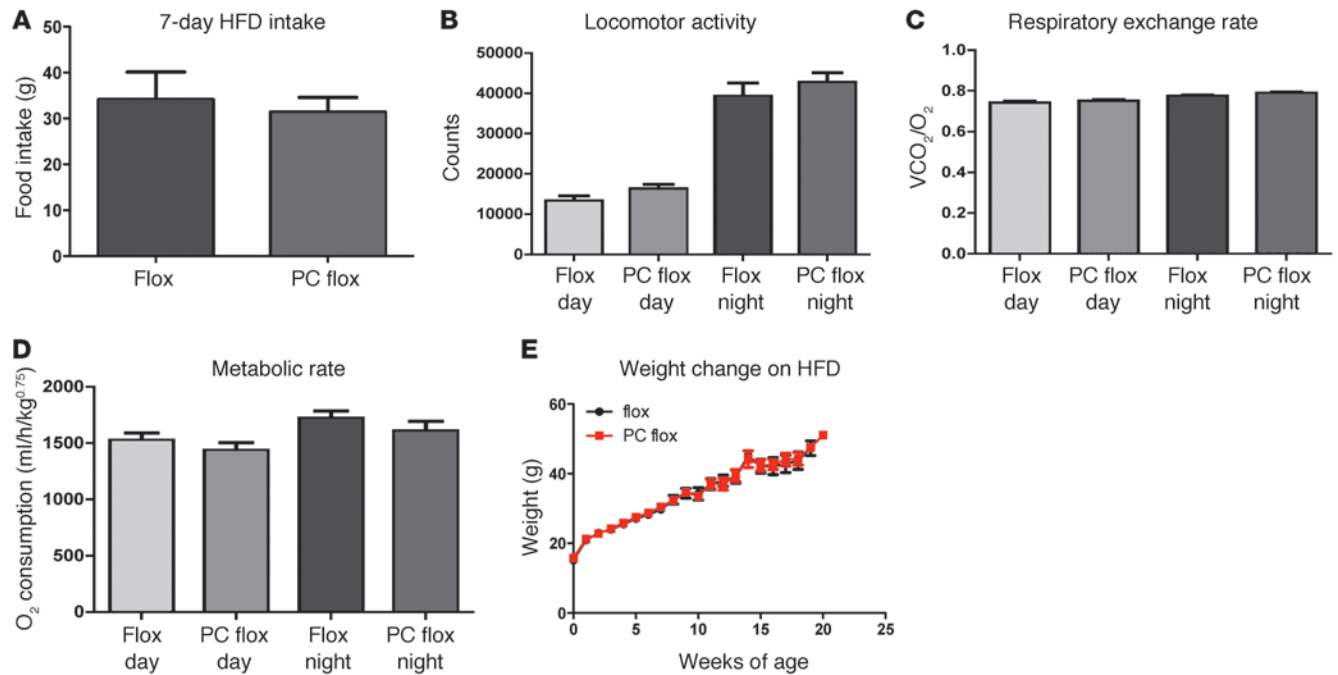 A 7-day HFD intake
Food intake (g)
50
40
30
20
10
0
Flox PC flox
B Locomotor activity
Counts
50000
40000
30000
20000
10000
0
Flox day PC flox day Flox night PC flox night
C Respiratory exchange rate
VCO₂/O₂
1.0
0.8
0.6
0.4
0.2
0.0
Flox day PC flox day Flox night PC flox night
D Metabolic rate
O₂ consumption (ml/h/kg⁰·⁷⁵)
2000
1500
1000
500
0
Flox day PC flox day Flox night PC flox night
E Weight change on HFD
flox
PC flox
Weight (g)
60
40
20
0
0 5 10 15 20 25
Weeks of age